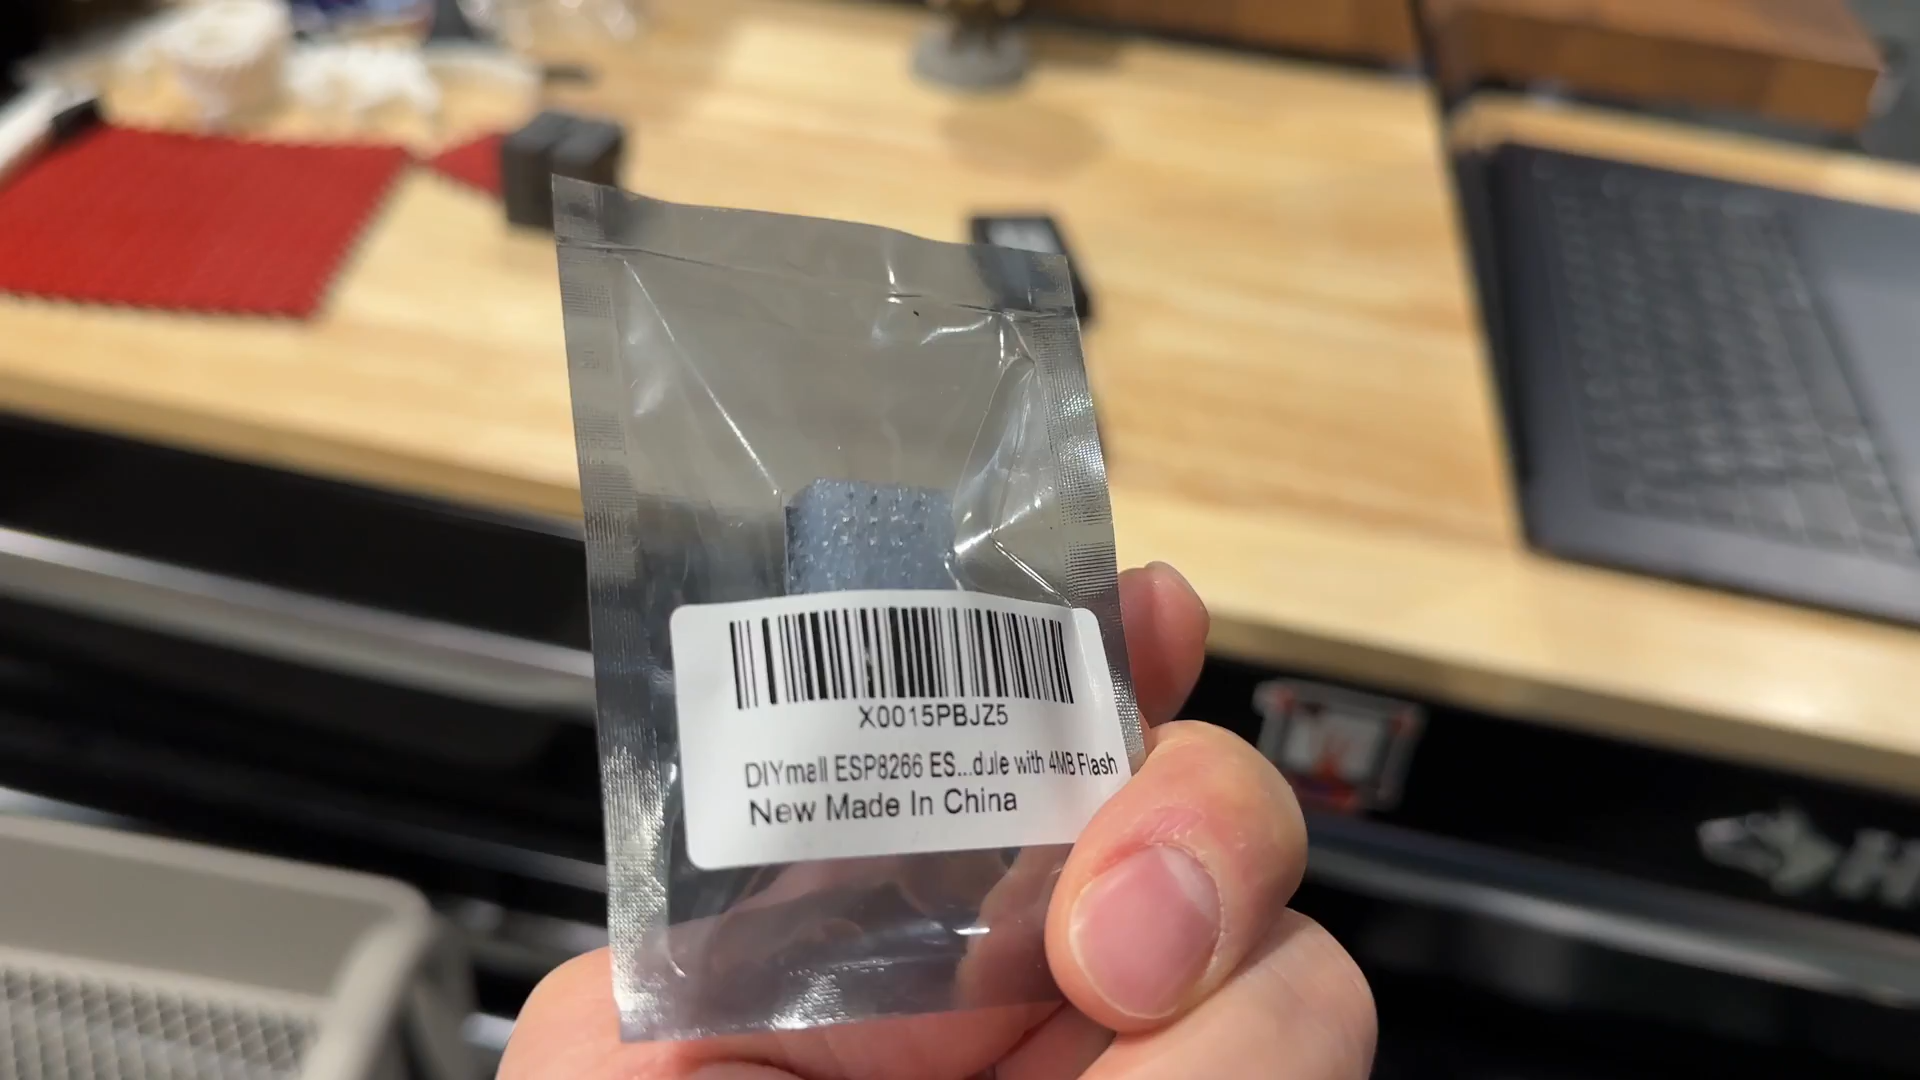 X0015PBJZ5
DIYmall ESP8266 ES...dule with 4MB Flash
New Made In China